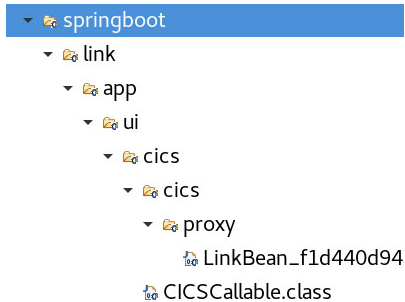 springboot
link
app
ui
cics
cics
proxy
LinkBean_f1d440d94
CICSCallable.class